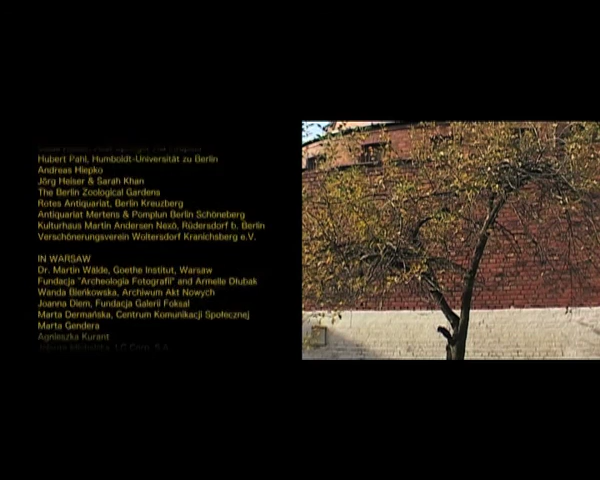 Hubert Pahl, Humboldt-Universität zu Berlin
Andreas Hiepko
Jörg Heiser & Sarah Khan
The Berlin Zoological Gardens
Rotes Antiquariat, Berlin Kreuzberg
Antiquariat Mertens & Pomplun Berlin Schöneberg
Kulturhaus Martin Andersen Nexö, Rüdersdorf b. Berlin
Verschönerungsverein Woltersdorf Kranichsberg e.V.
IN WARSAW
Dr. Martin Wälde, Goethe Institut, Warsaw
Fundacja "Archeologia Fotografii" and Armelle Dłubak
Wanda Bieńkowska, Archiwum Akt Nowych
Joanna Diem, Fundacja Galerii Foksal
Marta Dermańska, Centrum Komunikacji Społecznej
Marta Gendera
Agnieszka Kurant